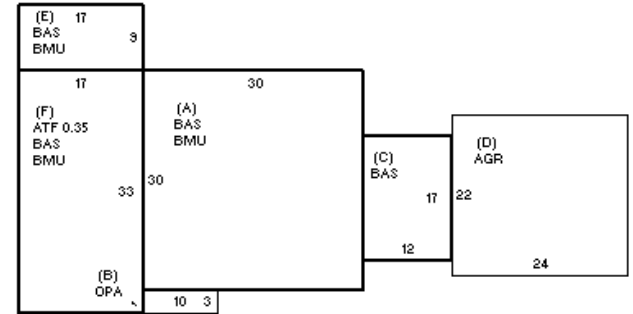 (E) 17
BAS
BMU
9
17
30
(F)
ATF 0.35
BAS
BMU
33
(A)
BAS
BMU
30
(C)
BAS
17
12
(D)
AGR
22
24
(B)
OPA
10 3